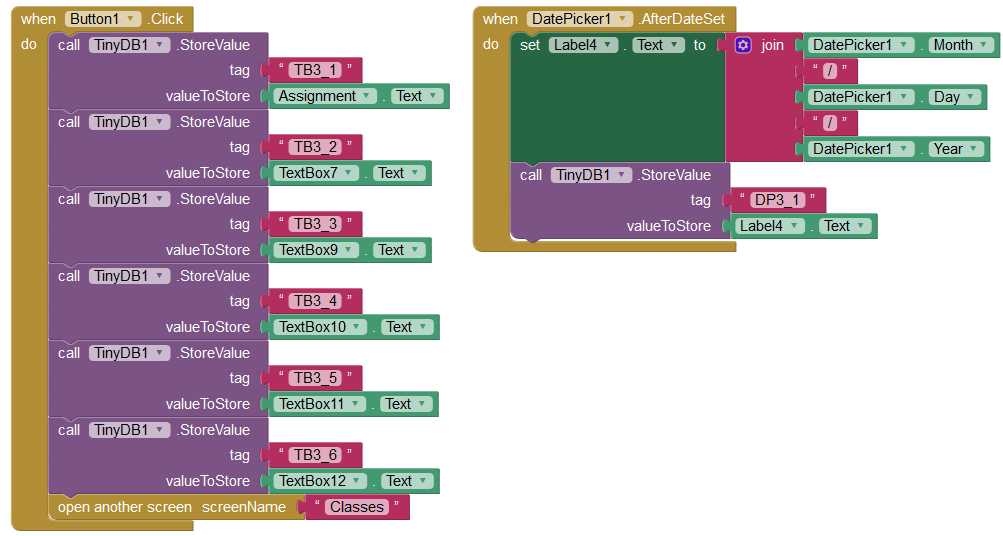 when Button1 .Click
do call TinyDB1 .StoreValue
tag " TB3_1 "
valueToStore Assignment . Text
call TinyDB1 .StoreValue
tag " TB3_2 "
valueToStore TextBox7 . Text
call TinyDB1 .StoreValue
tag " TB3_3 "
valueToStore TextBox9 . Text
call TinyDB1 .StoreValue
tag " TB3_4 "
valueToStore TextBox10 . Text
call TinyDB1 .StoreValue
tag " TB3_5 "
valueToStore TextBox11 . Text
call TinyDB1 .StoreValue
tag " TB3_6 "
valueToStore TextBox12 . Text
open another screen screenName " Classes "
when DatePicker1 .AfterDateSet
do set Label4 . Text to join DatePicker1 . Month
" / "
DatePicker1 . Day
" / "
DatePicker1 . Year
call TinyDB1 .StoreValue
tag " DP3_1 "
valueToStore Label4 . Text